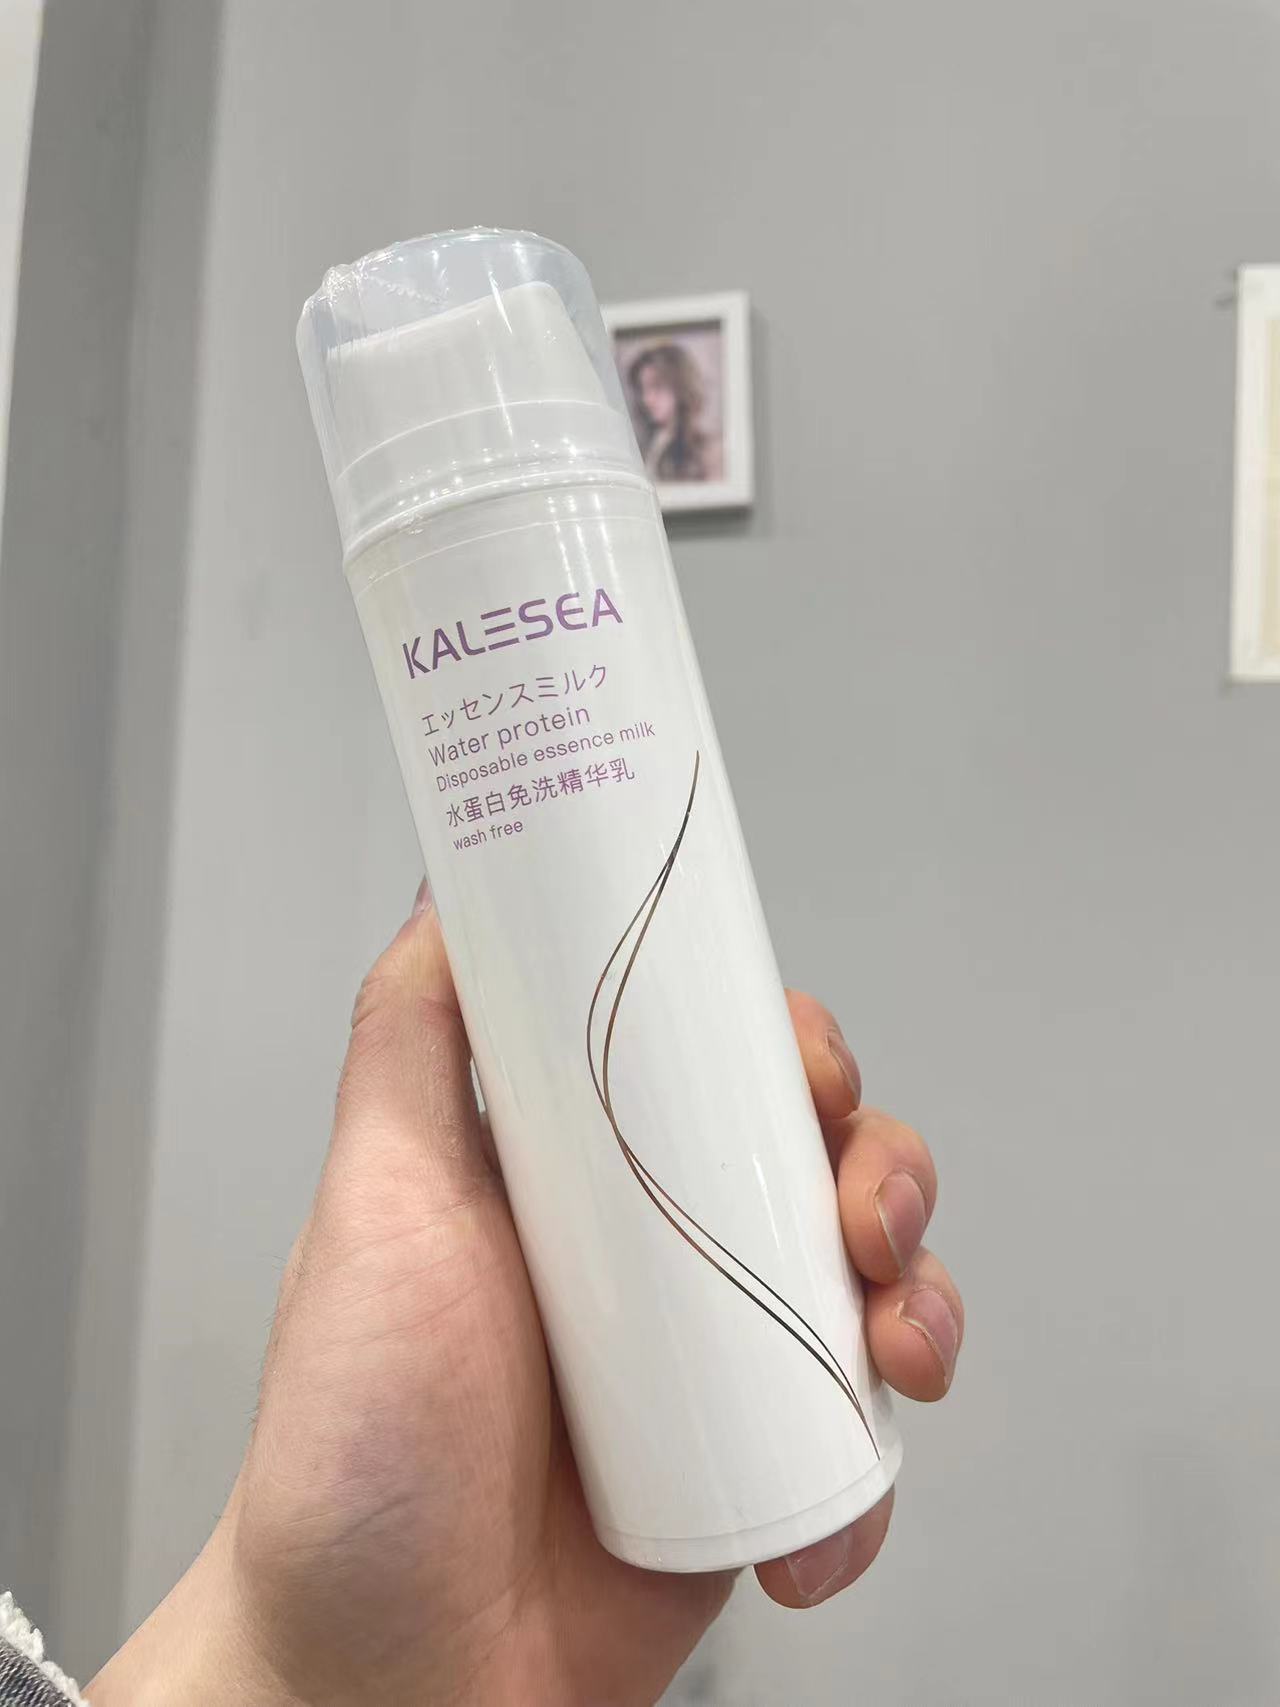 KALESEA
エッセンスミルク
Water protein
Disposable essence milk
水蛋白免洗精华乳
wash free